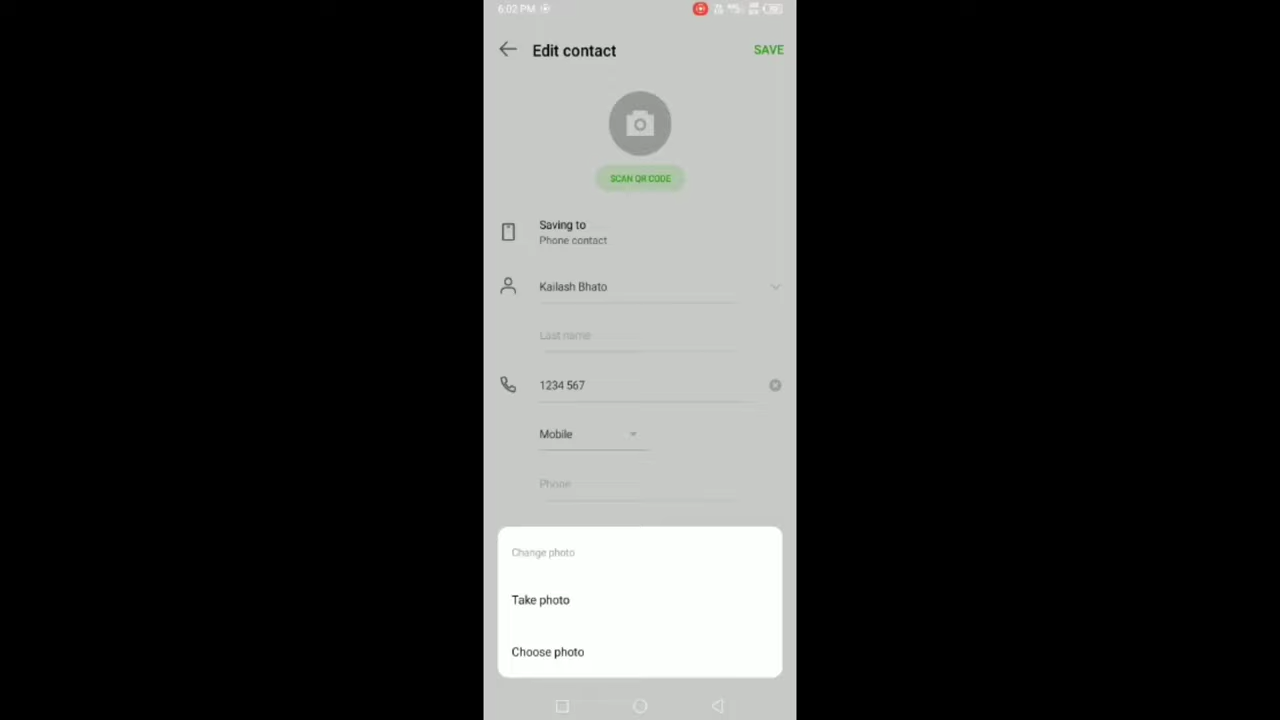 6:02 PM
Edit contact
SAVE
SCAN QR CODE
Saving to
Phone contact
Kailash Bhato
Last name
1234 567
Mobile
Phone
Change photo
Take photo
Choose photo